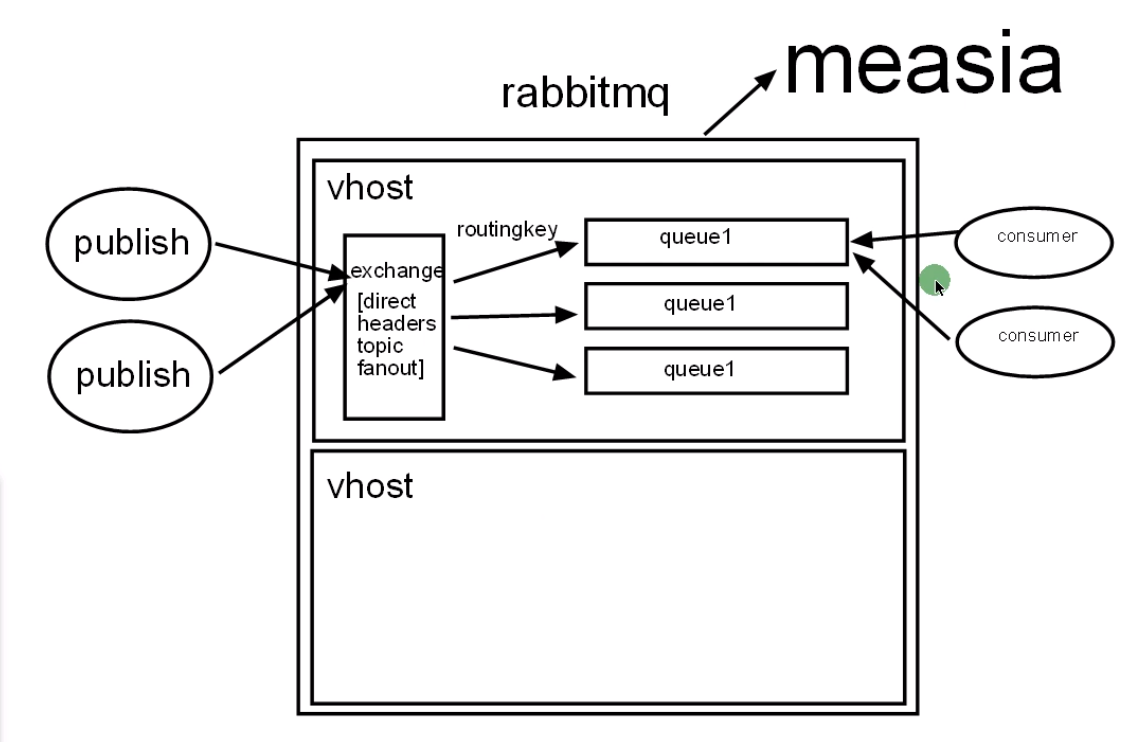 measia
rabbitmq
vhost
publish
publish
exchange
[direct
headers
topic
fanout]
routingkey
queue1
queue1
queue1
consumer
consumer
vhost